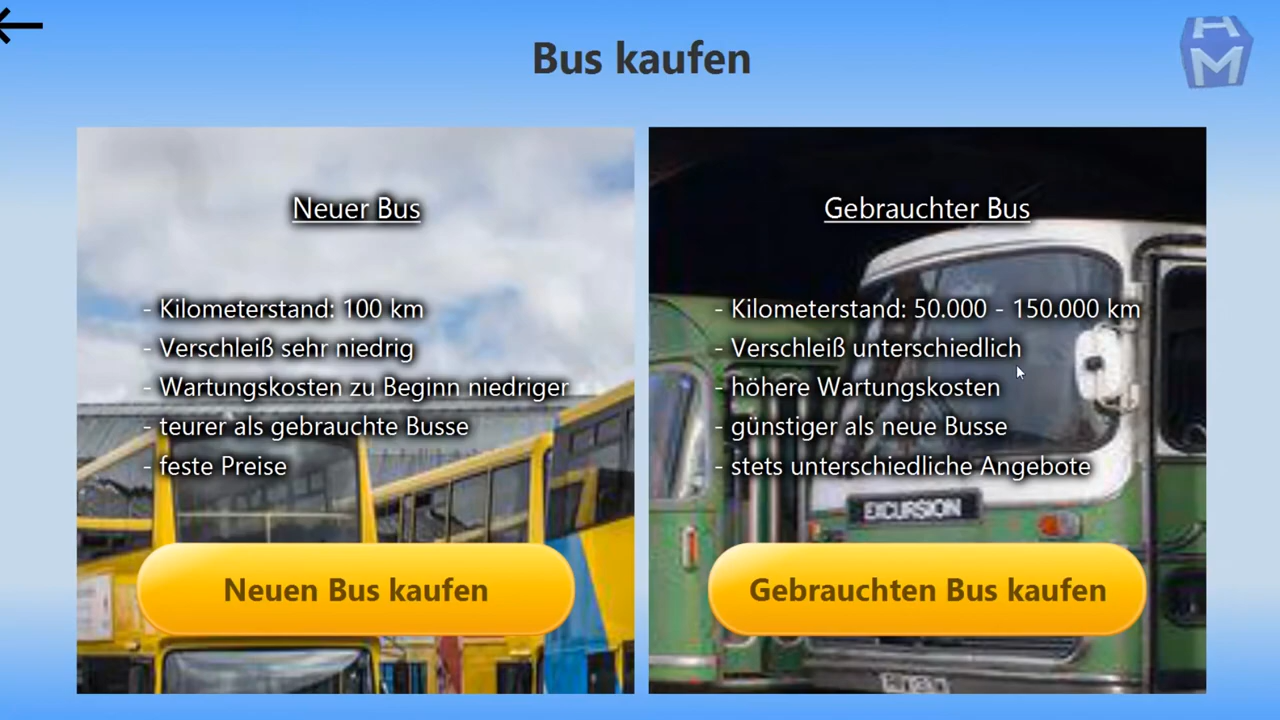 Bus kaufen
HM
Neuer Bus
- Kilometerstand: 100 km
- Verschleiß sehr niedrig
- Wartungskosten zu Beginn niedriger
- teurer als gebrauchte Busse
- feste Preise
Neuen Bus kaufen
Gebrauchter Bus
- Kilometerstand: 50.000 - 150.000 km
- Verschleiß unterschiedlich
- höhere Wartungskosten
- günstiger als neue Busse
- stets unterschiedliche Angebote
EXCURSION
Gebrauchten Bus kaufen